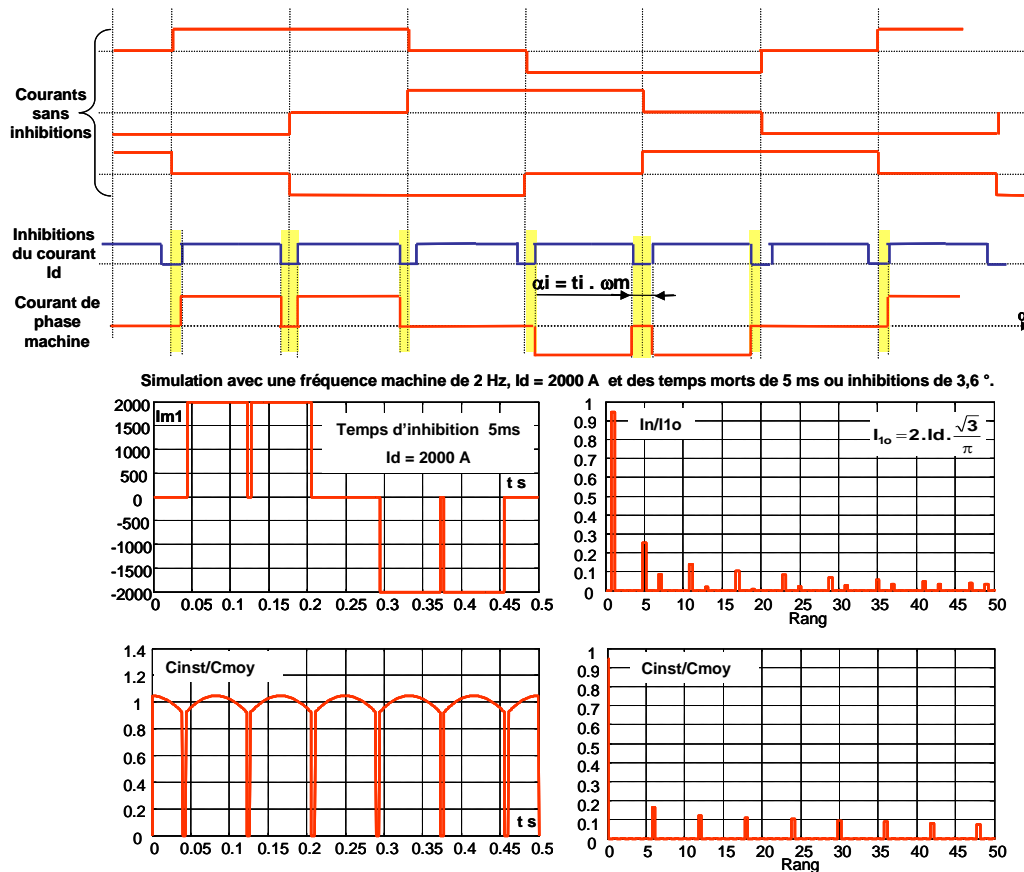 Courants
sans
inhibitions
Inhibitions
du courant
Id
αi = ti . ωm
Courant de
phase
machine
α
Simulation avec une fréquence machine de 2 Hz, Id = 2000 A et des temps morts de 5 ms ou inhibitions de 3,6 °.
2000
1500
1000
500
0
-500
-1000
-1500
-2000
Im1
Temps d'inhibition 5ms
Id = 2000 A
t s
0 0.05 0.1 0.15 0.2 0.25 0.3 0.35 0.4 0.45 0.5
1
0.9
0.8
0.7
0.6
0.5
0.4
0.3
0.2
0.1
0
In/I1o
I1o = 2.Id. √3/π
0 5 10 15 20 25 30 35 40 45 50
Rang
1.4
1.2
1
0.8
0.6
0.4
0.2
0
Cinst/Cmoy
t s
0 0.05 0.1 0.15 0.2 0.25 0.3 0.35 0.4 0.45 0.5
1
0.9
0.8
0.7
0.6
0.5
0.4
0.3
0.2
0.1
0
Cinst/Cmoy
0 5 10 15 20 25 30 35 40 45 50
Rang